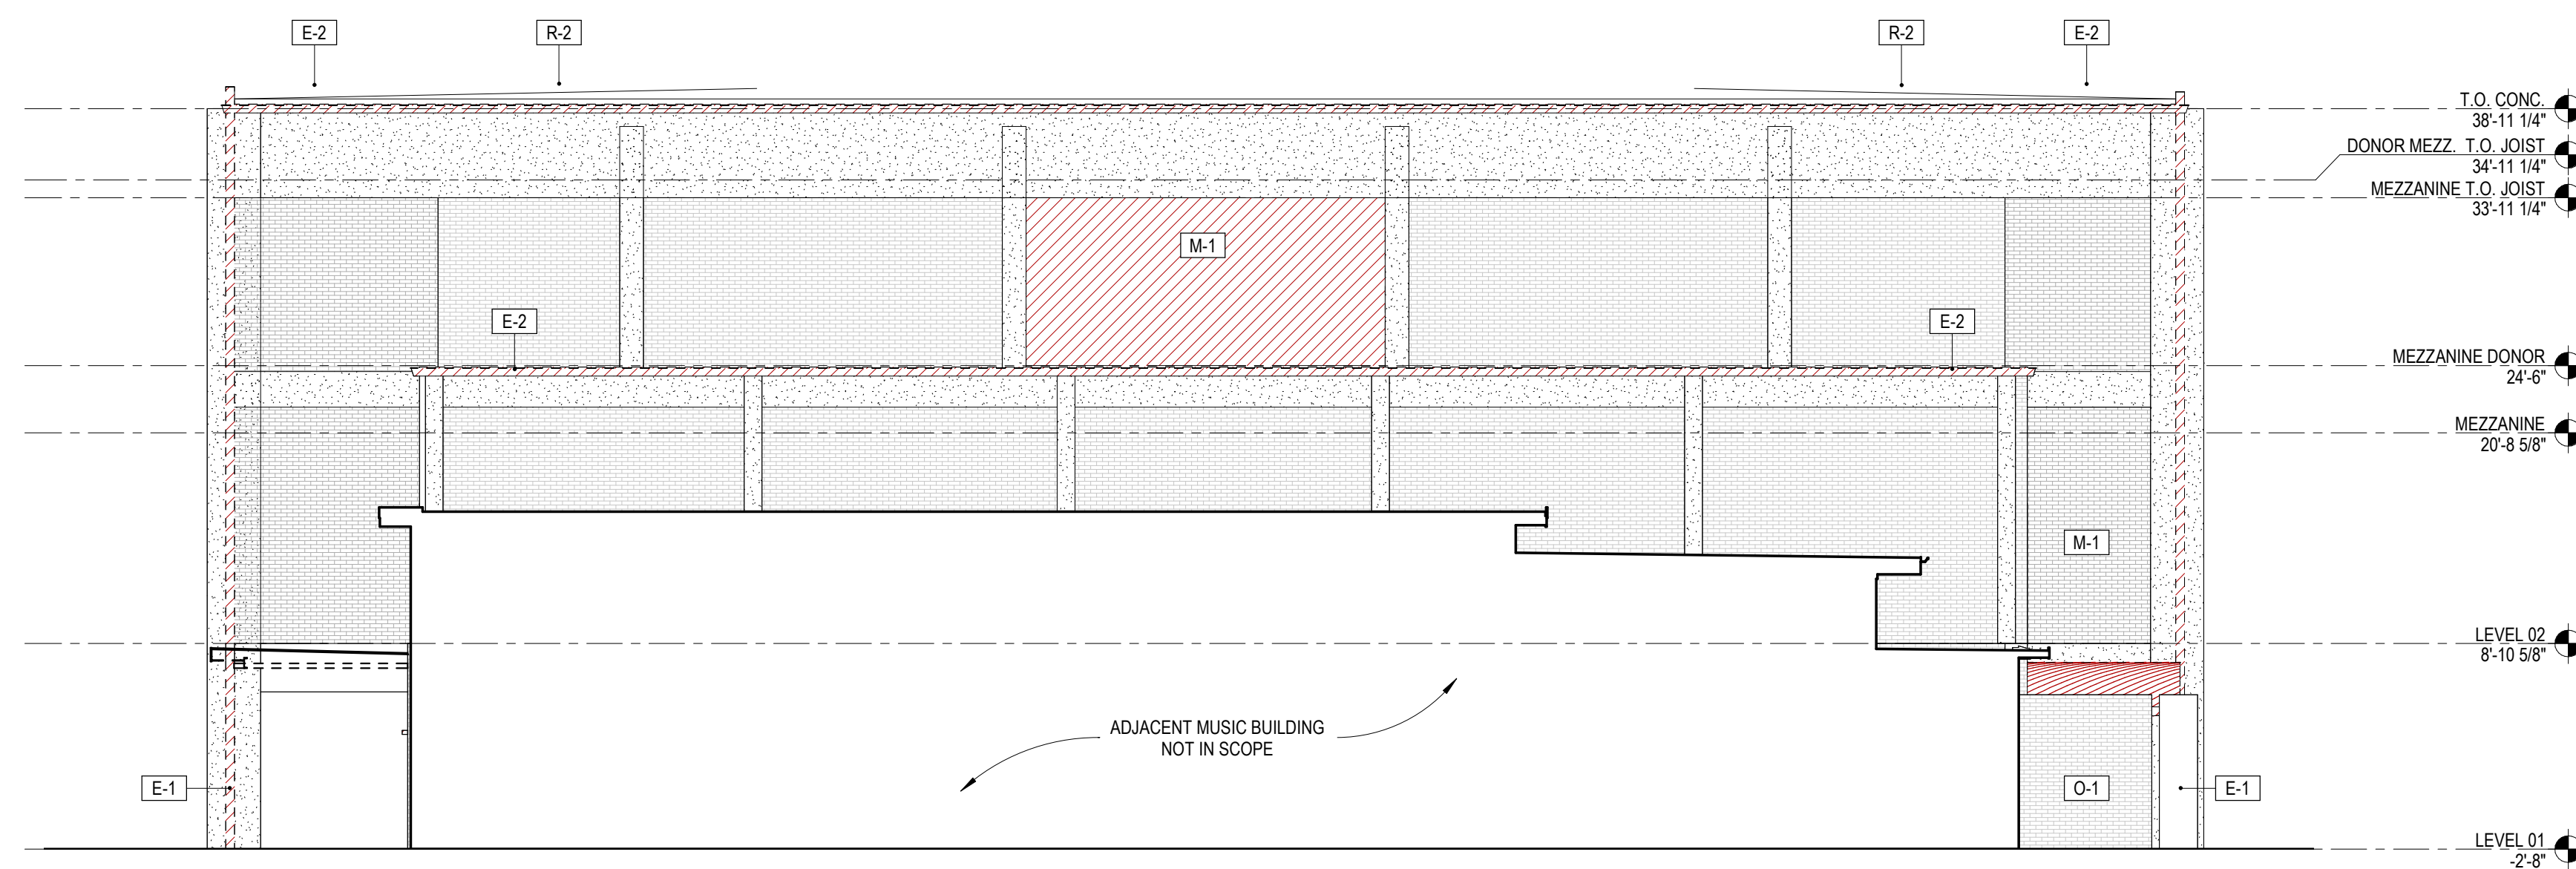 E-2
R-2
R-2
E-2
T.O. CONC.
38'-11 1/4"
DONOR MEZZ. T.O. JOIST
34'-11 1/4"
MEZZANINE T.O. JOIST
33'-11 1/4"
M-1
E-2
E-2
MEZZANINE DONOR
24'-6"
MEZZANINE
20'-8 5/8"
M-1
LEVEL 02
8'-10 5/8"
ADJACENT MUSIC BUILDING
NOT IN SCOPE
E-1
O-1
E-1
LEVEL 01
-2'-8"